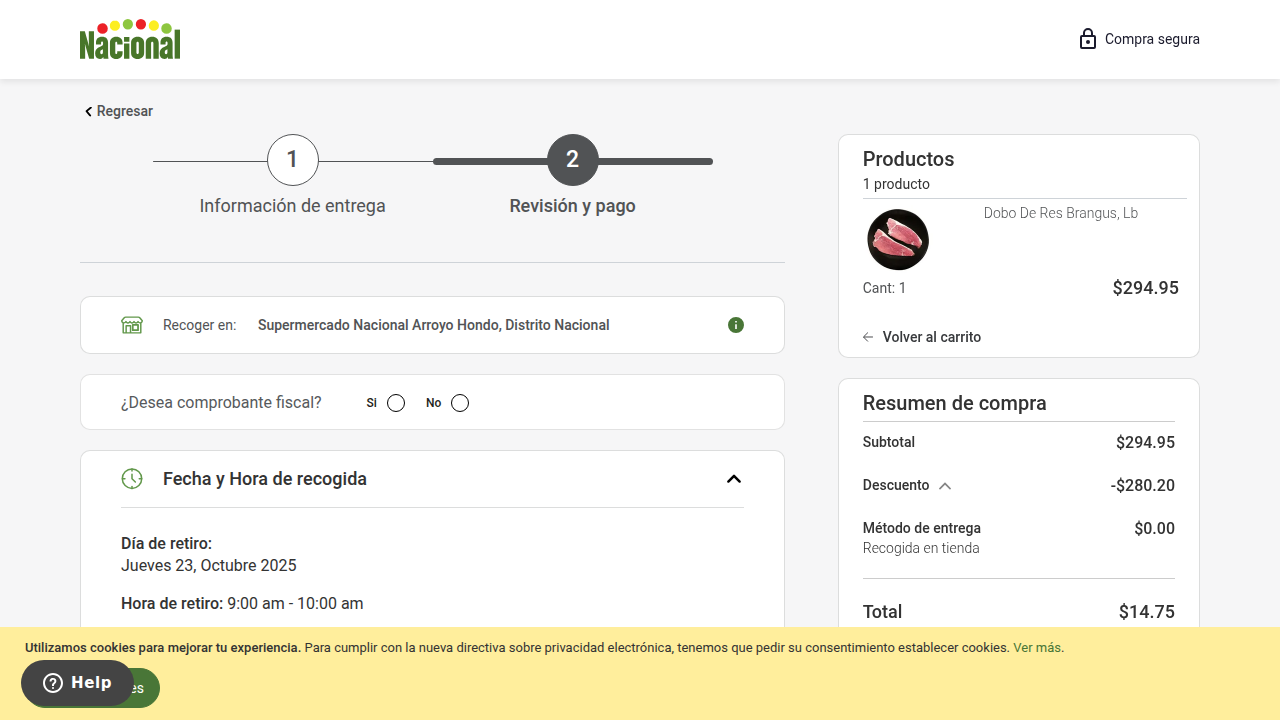 Nacional
Compra segura
Regresar
1
2
Información de entrega
Revisión y pago
Recoger en: Supermercado Nacional Arroyo Hondo, Distrito Nacional
¿Desea comprobante fiscal? Si No
Fecha y Hora de recogida
Día de retiro:
Jueves 23, Octubre 2025
Hora de retiro: 9:00 am - 10:00 am
Productos
1 producto
Dobo De Res Brangus, Lb
Cant: 1 $294.95
Volver al carrito
Resumen de compra
Subtotal $294.95
Descuento -$280.20
Método de entrega $0.00
Recogida en tienda
Total $14.75
Utilizamos cookies para mejorar tu experiencia. Para cumplir con la nueva directiva sobre privacidad electrónica, tenemos que pedir su consentimiento establecer cookies. Ver más.
Help